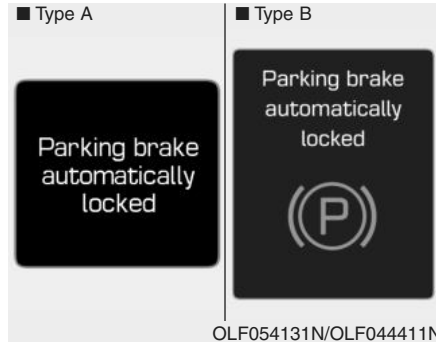 ■ Type A
Parking brake
automatically
locked
■ Type B
Parking brake
automatically
locked
P
OLF054131N/OLF044411N